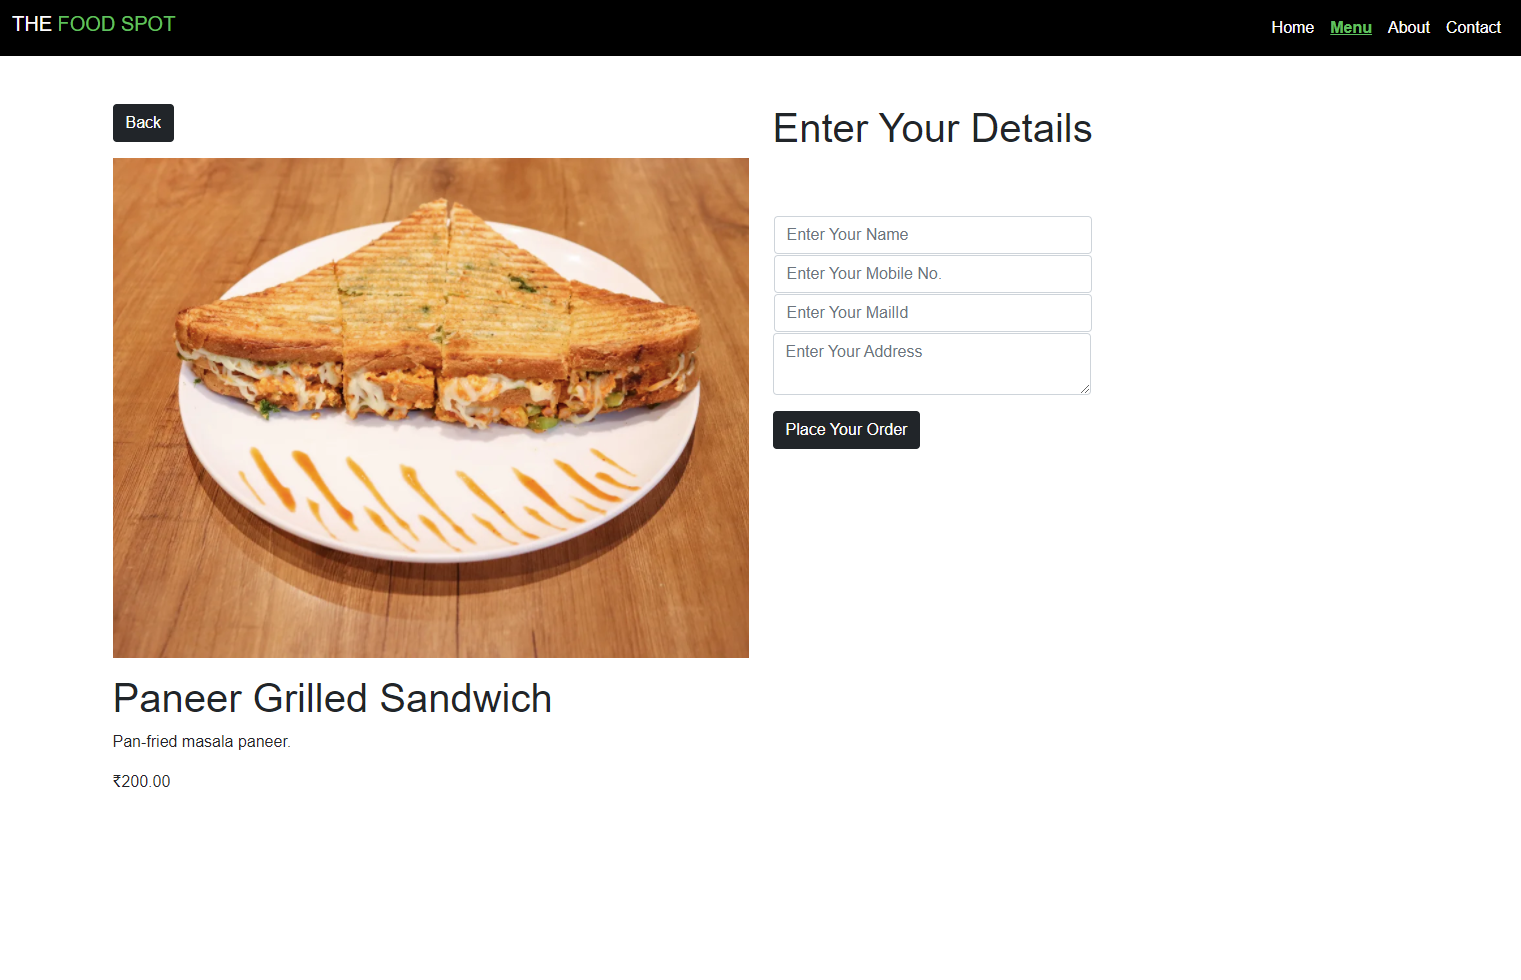 THE FOOD SPOT
Home Menu About Contact
Back
Paneer Grilled Sandwich
Pan-fried masala paneer.
₹200.00
Enter Your Details
Enter Your Name
Enter Your Mobile No.
Enter Your MailId
Enter Your Address
Place Your Order